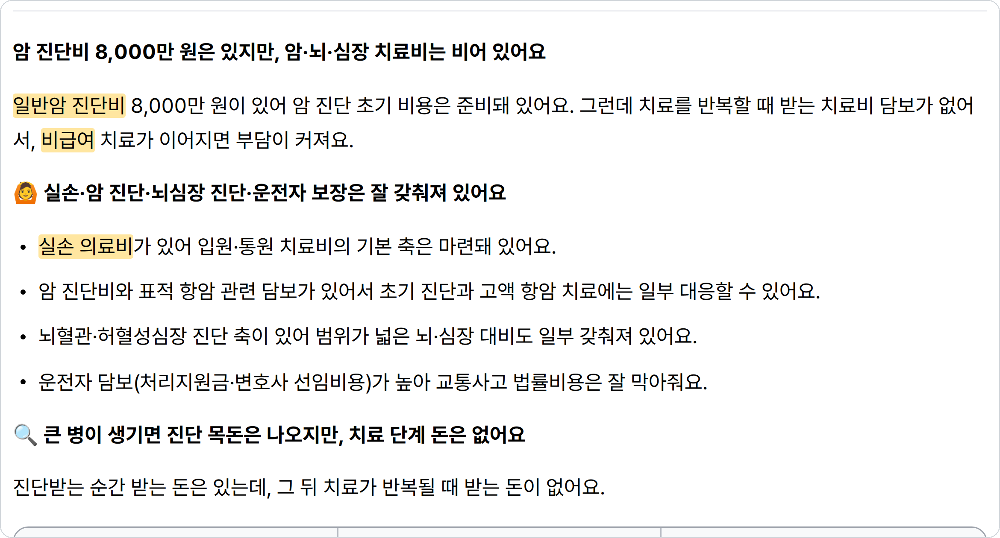 암 진단비 8,000만 원은 있지만, 암·뇌·심장 치료비는 비어 있어요
일반암 진단비 8,000만 원이 있어 암 진단 초기 비용은 준비돼 있어요. 그런데 치료를 반복할 때 받는 치료비 담보가 없어
서, 비급여 치료가 이어지면 부담이 커져요.
🙆 실손·암 진단·뇌심장 진단·운전자 보장은 잘 갖춰져 있어요
• 실손 의료비가 있어 입원·통원 치료비의 기본 축은 마련돼 있어요.
• 암 진단비와 표적 항암 관련 담보가 있어서 초기 진단과 고액 항암 치료에는 일부 대응할 수 있어요.
• 뇌혈관·허혈성심장 진단 축이 있어 범위가 넓은 뇌·심장 대비도 일부 갖춰져 있어요.
• 운전자 담보(처리지원금·변호사 선임비용)가 높아 교통사고 법률비용은 잘 막아줘요.
🔍 큰 병이 생기면 진단 목돈은 나오지만, 치료 단계 돈은 없어요
진단받는 순간 받는 돈은 있는데, 그 뒤 치료가 반복될 때 받는 돈이 없어요.